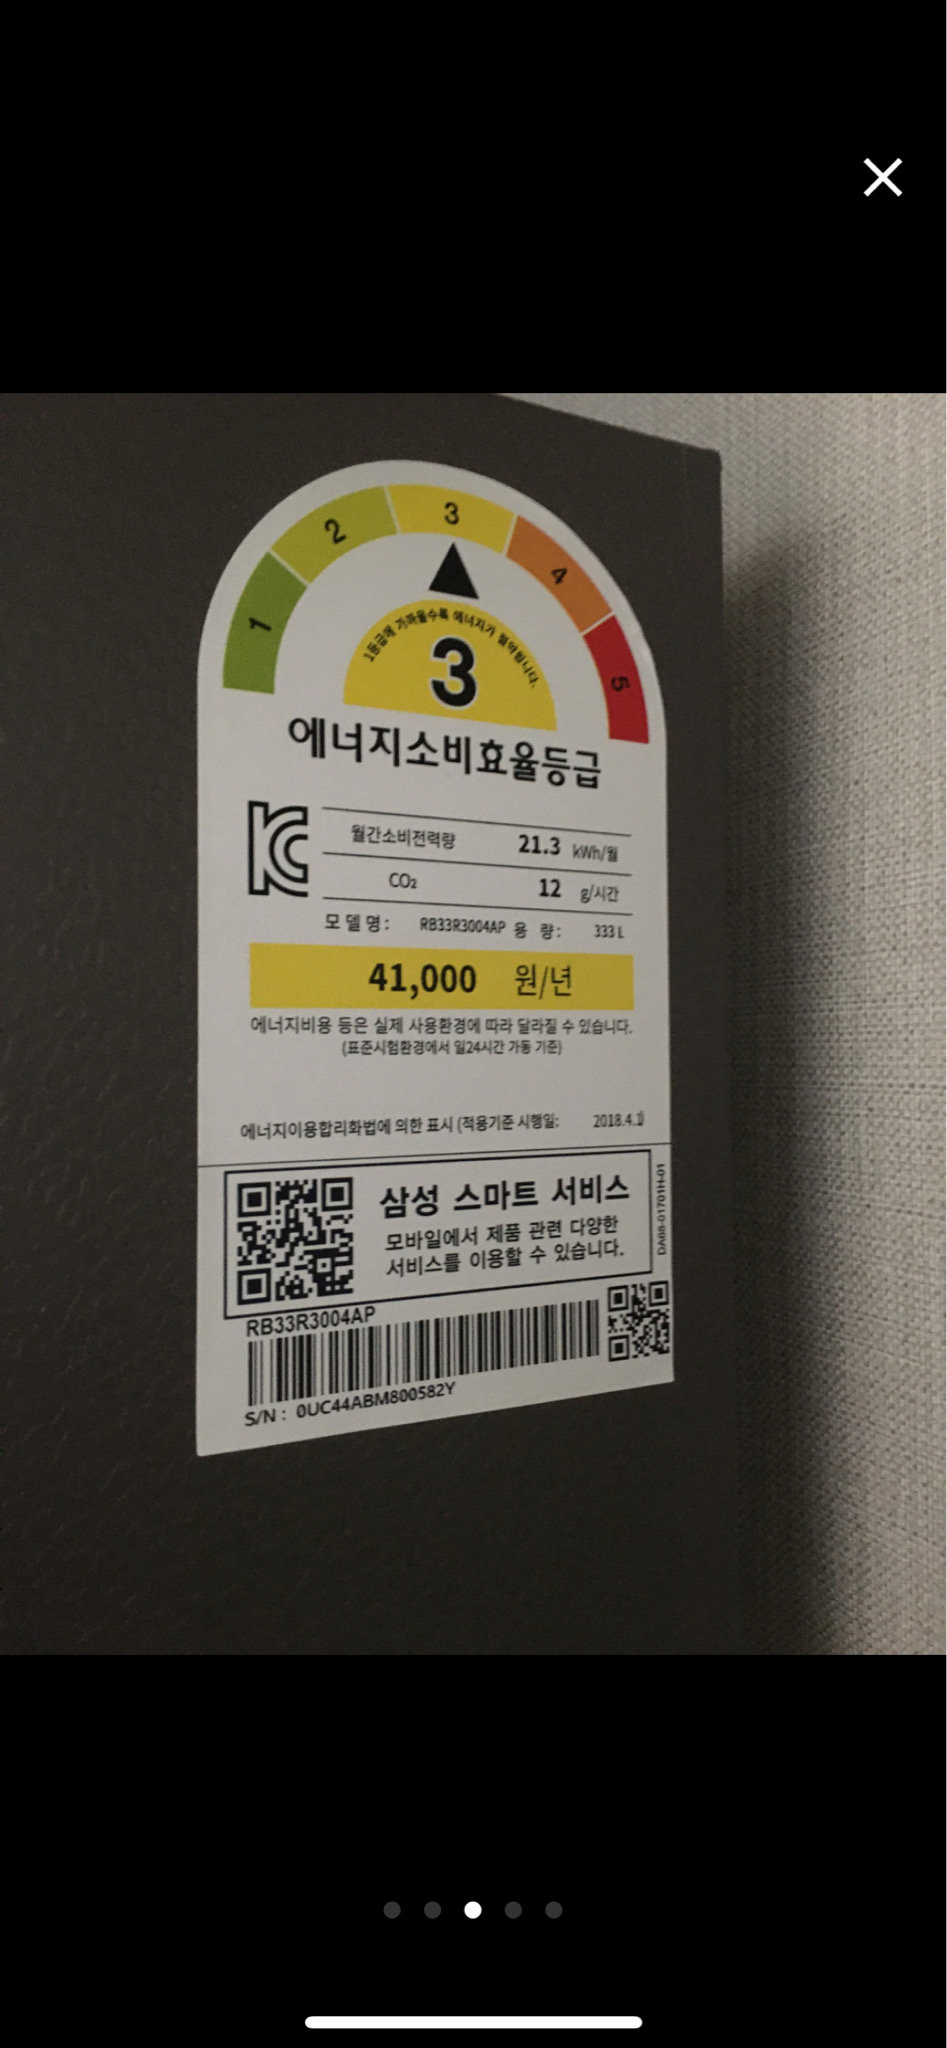 1
2
3
4
5
1등급에 가까울수록 에너지가 절약됩니다.
3
에너지소비효율등급
월간소비전력량 21.3 kWh/월
CO₂ 12 g/시간
모델명: RB33R3004AP 용 량: 333 L
41,000 원/년
에너지비용 등은 실제 사용환경에 따라 달라질 수 있습니다.
(표준시험환경에서 일24시간 가동 기준)
에너지이용합리화법에 의한 표시 (적용기준 시행일: 2018.4.1)
삼성 스마트 서비스
모바일에서 제품 관련 다양한
서비스를 이용할 수 있습니다.
DA68-01701H-01
RB33R3004AP
S/N : 0UC44ABM800582Y